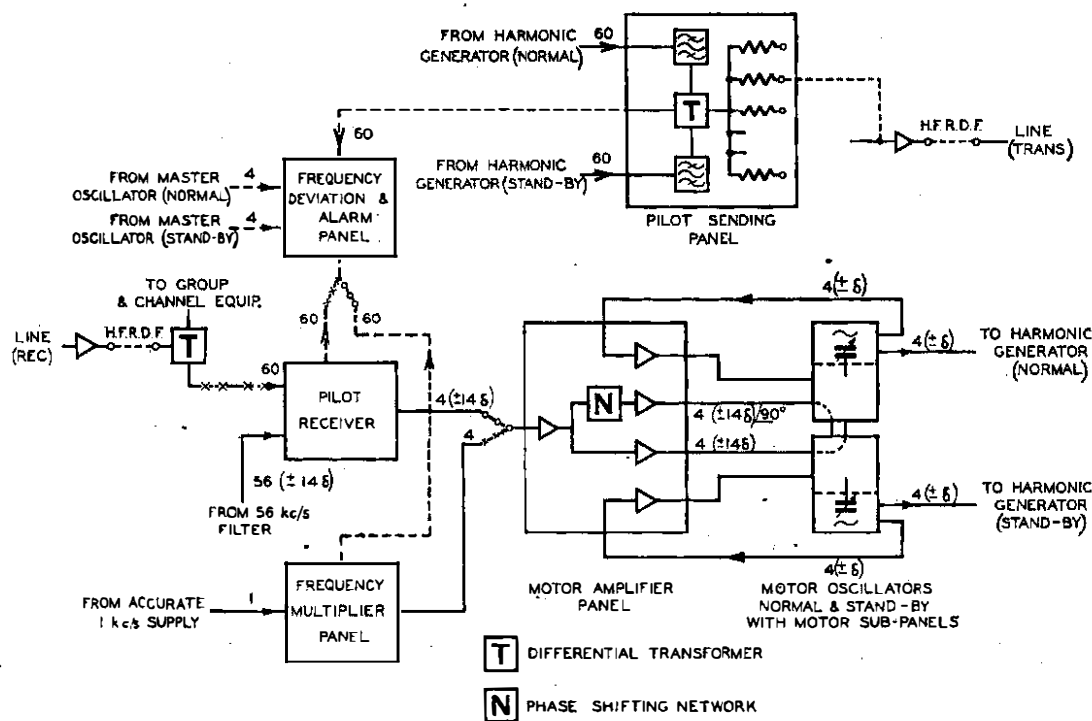 FROM HARMONIC
GENERATOR (NORMAL)
60
T
60
FROM HARMONIC
GENERATOR (STAND-BY)
60
PILOT SENDING
PANEL
H.F.R.D.F.
LINE
(TRANS)
FROM MASTER
OSCILLATOR (NORMAL)
4
FROM MASTER
OSCILLATOR (STAND-BY)
4
FREQUENCY
DEVIATION &
ALARM
PANEL
TO GROUP
& CHANNEL EQUIP.
LINE
(REC)
H.F.R.D.F.
T
60
60
60
PILOT
RECEIVER
4 (±14δ)
4
56 (±14δ)
FROM 56 kc/s
FILTER
FROM ACCURATE
1 kc/s SUPPLY
1
FREQUENCY
MULTIPLIER
PANEL
N
4 (±δ)
4 (±14δ)/90°
4 (±14δ)
4 (±δ)
MOTOR AMPLIFIER
PANEL
4(±δ)
TO HARMONIC
GENERATOR
(NORMAL)
4(±δ)
TO HARMONIC
GENERATOR
(STAND-BY)
MOTOR OSCILLATORS
NORMAL & STAND-BY
WITH MOTOR SUB-PANELS
T DIFFERENTIAL TRANSFORMER
N PHASE SHIFTING NETWORK